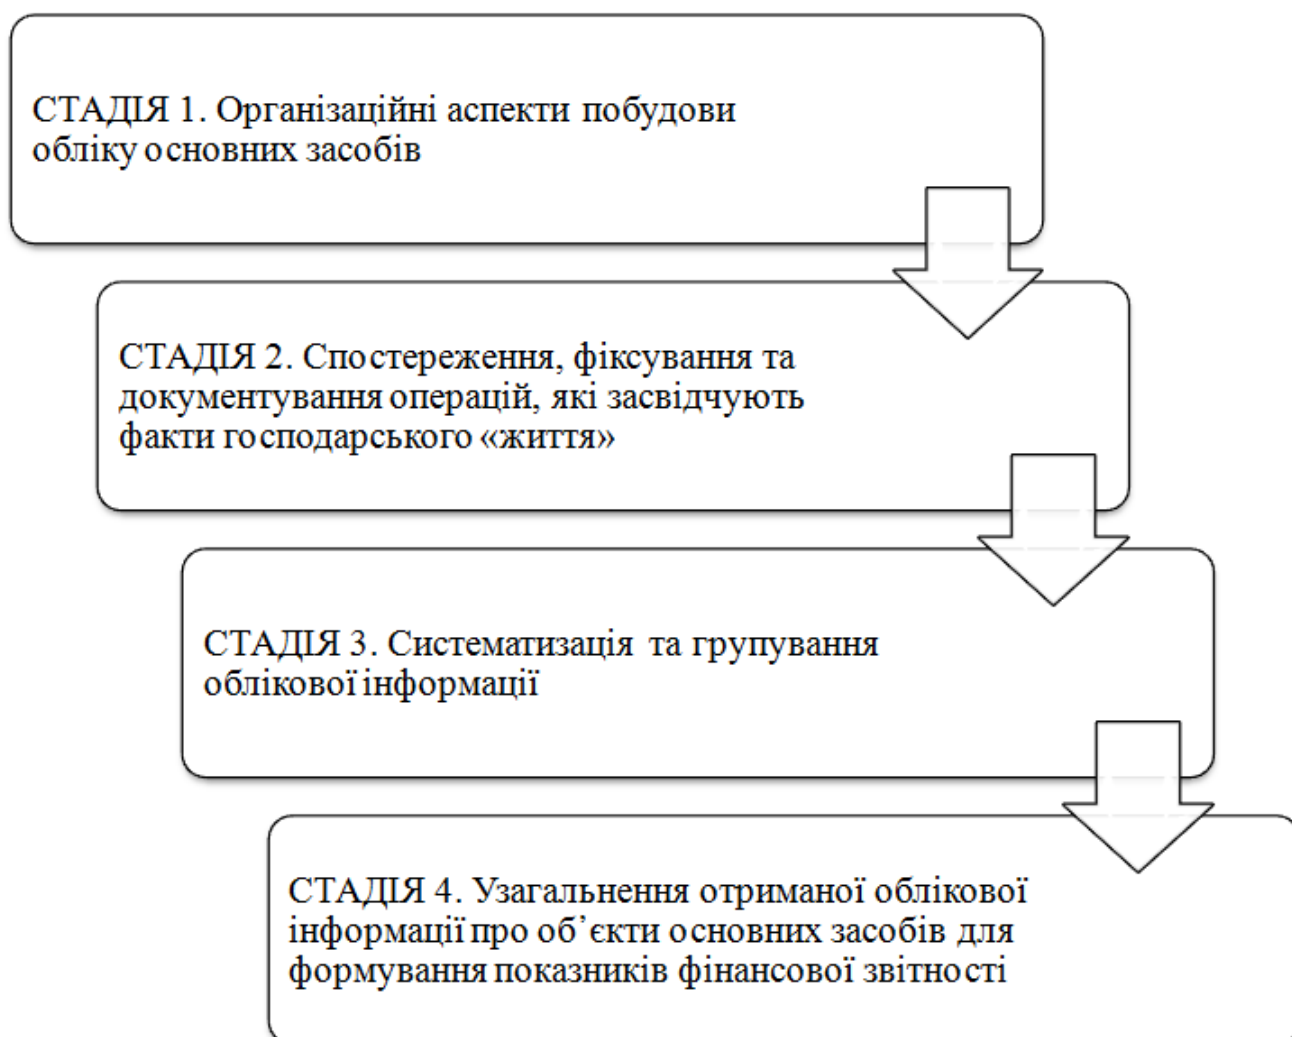 СТАДІЯ 1. Організаційні аспекти побудови
обліку основних засобів
СТАДІЯ 2. Спостереження, фіксування та
документування операцій, які засвідчують
факти господарського «життя»
СТАДІЯ 3. Систематизація та групування
облікової інформації
СТАДІЯ 4. Узагальнення отриманої облікової
інформації про об’єкти основних засобів для
формування показників фінансової звітності